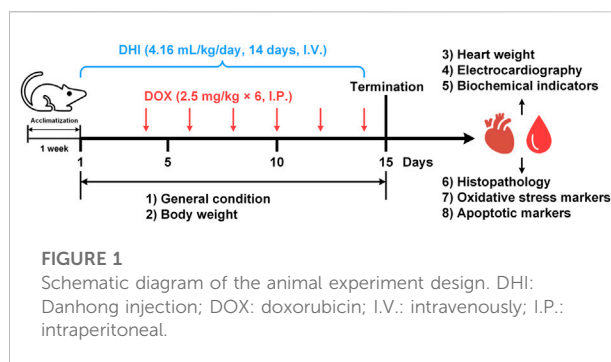 DHI (4.16 mL/kg/day, 14 days, I.V.)
DOX (2.5 mg/kg × 6, I.P.)
Termination
Acclimatization
1 week
1
5
10
15
Days
1) General condition
2) Body weight
3) Heart weight
4) Electrocardiography
5) Biochemical indicators
6) Histopathology
7) Oxidative stress markers
8) Apoptotic markers
FIGURE 1
Schematic diagram of the animal experiment design. DHI:
Danhong injection; DOX: doxorubicin; I.V.: intravenously; I.P.:
intraperitoneal.